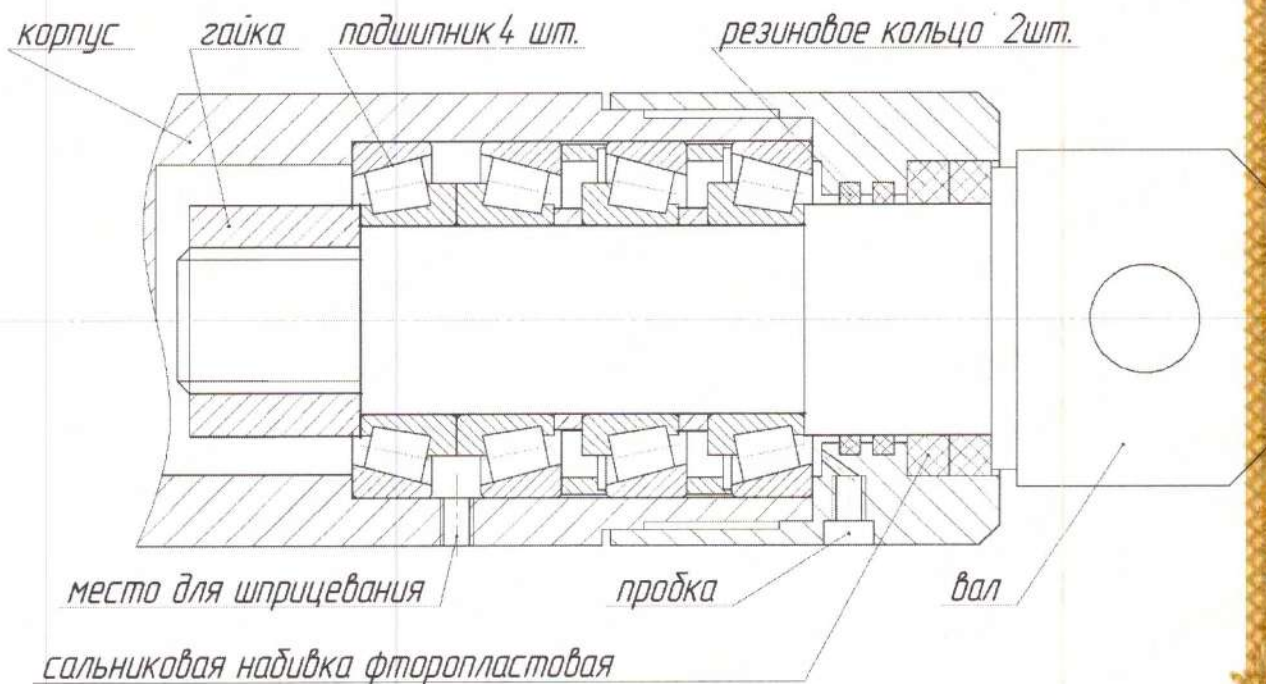 корпус гайка подшипник 4 шт. резиновое кольцо 2шт.
место для шприцевания пробка вал
сальниковая набивка фторопластовая